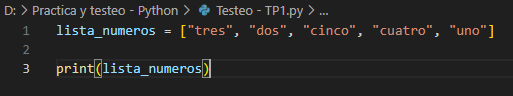 D: > Practica y testeo - Python > Testeo - TP1.py > ...
1 lista_numeros = ["tres", "dos", "cinco", "cuatro", "uno"]
2
3 print(lista_numeros)